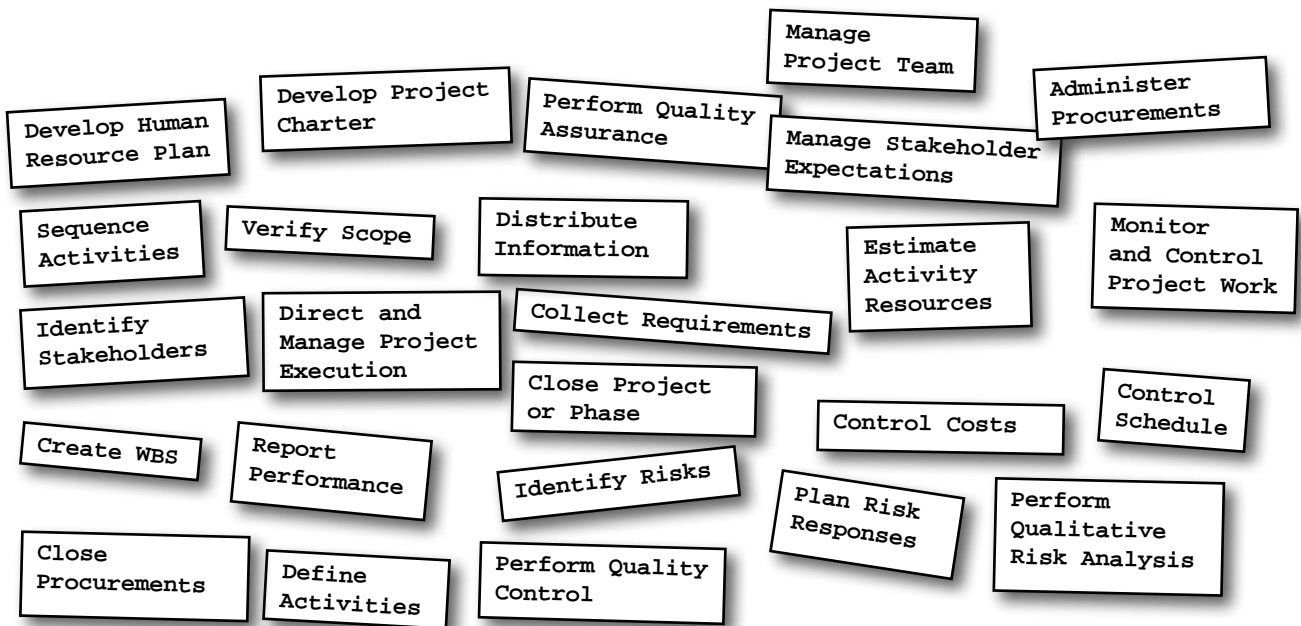 Manage
Project Team
Administer
Procurements
Develop Project
Charter
Perform Quality
Assurance
Develop Human
Resource Plan
Manage Stakeholder
Expectations
Sequence
Activities
Verify Scope
Distribute
Information
Estimate
Activity
Resources
Monitor
and Control
Project Work
Identify
Stakeholders
Direct and
Manage Project
Execution
Collect Requirements
Close Project
or Phase
Control Costs
Control
Schedule
Create WBS
Report
Performance
Identify Risks
Plan Risk
Responses
Perform
Qualitative
Risk Analysis
Close
Procurements
Define
Activities
Perform Quality
Control